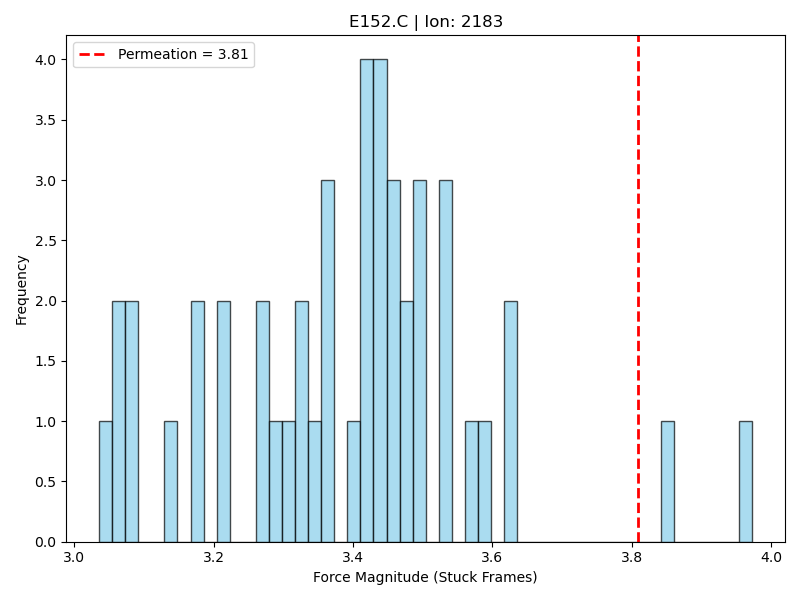 E152.C | Ion: 2183
Permeation = 3.81
4.0
3.5
3.0
2.5
2.0
1.5
1.0
0.5
0.0
Frequency
3.0 3.2 3.4 3.6 3.8 4.0
Force Magnitude (Stuck Frames)